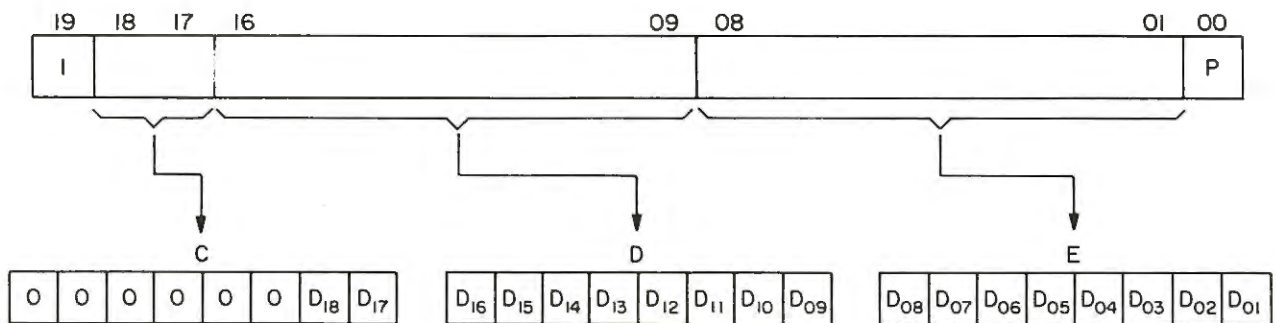 19 18 17 16 09 08 01 00
I P
C D E
0 0 0 0 0 0 D18 D17 D16 D15 D14 D13 D12 D11 D10 D09 D08 D07 D06 D05 D04 D03 D02 D01